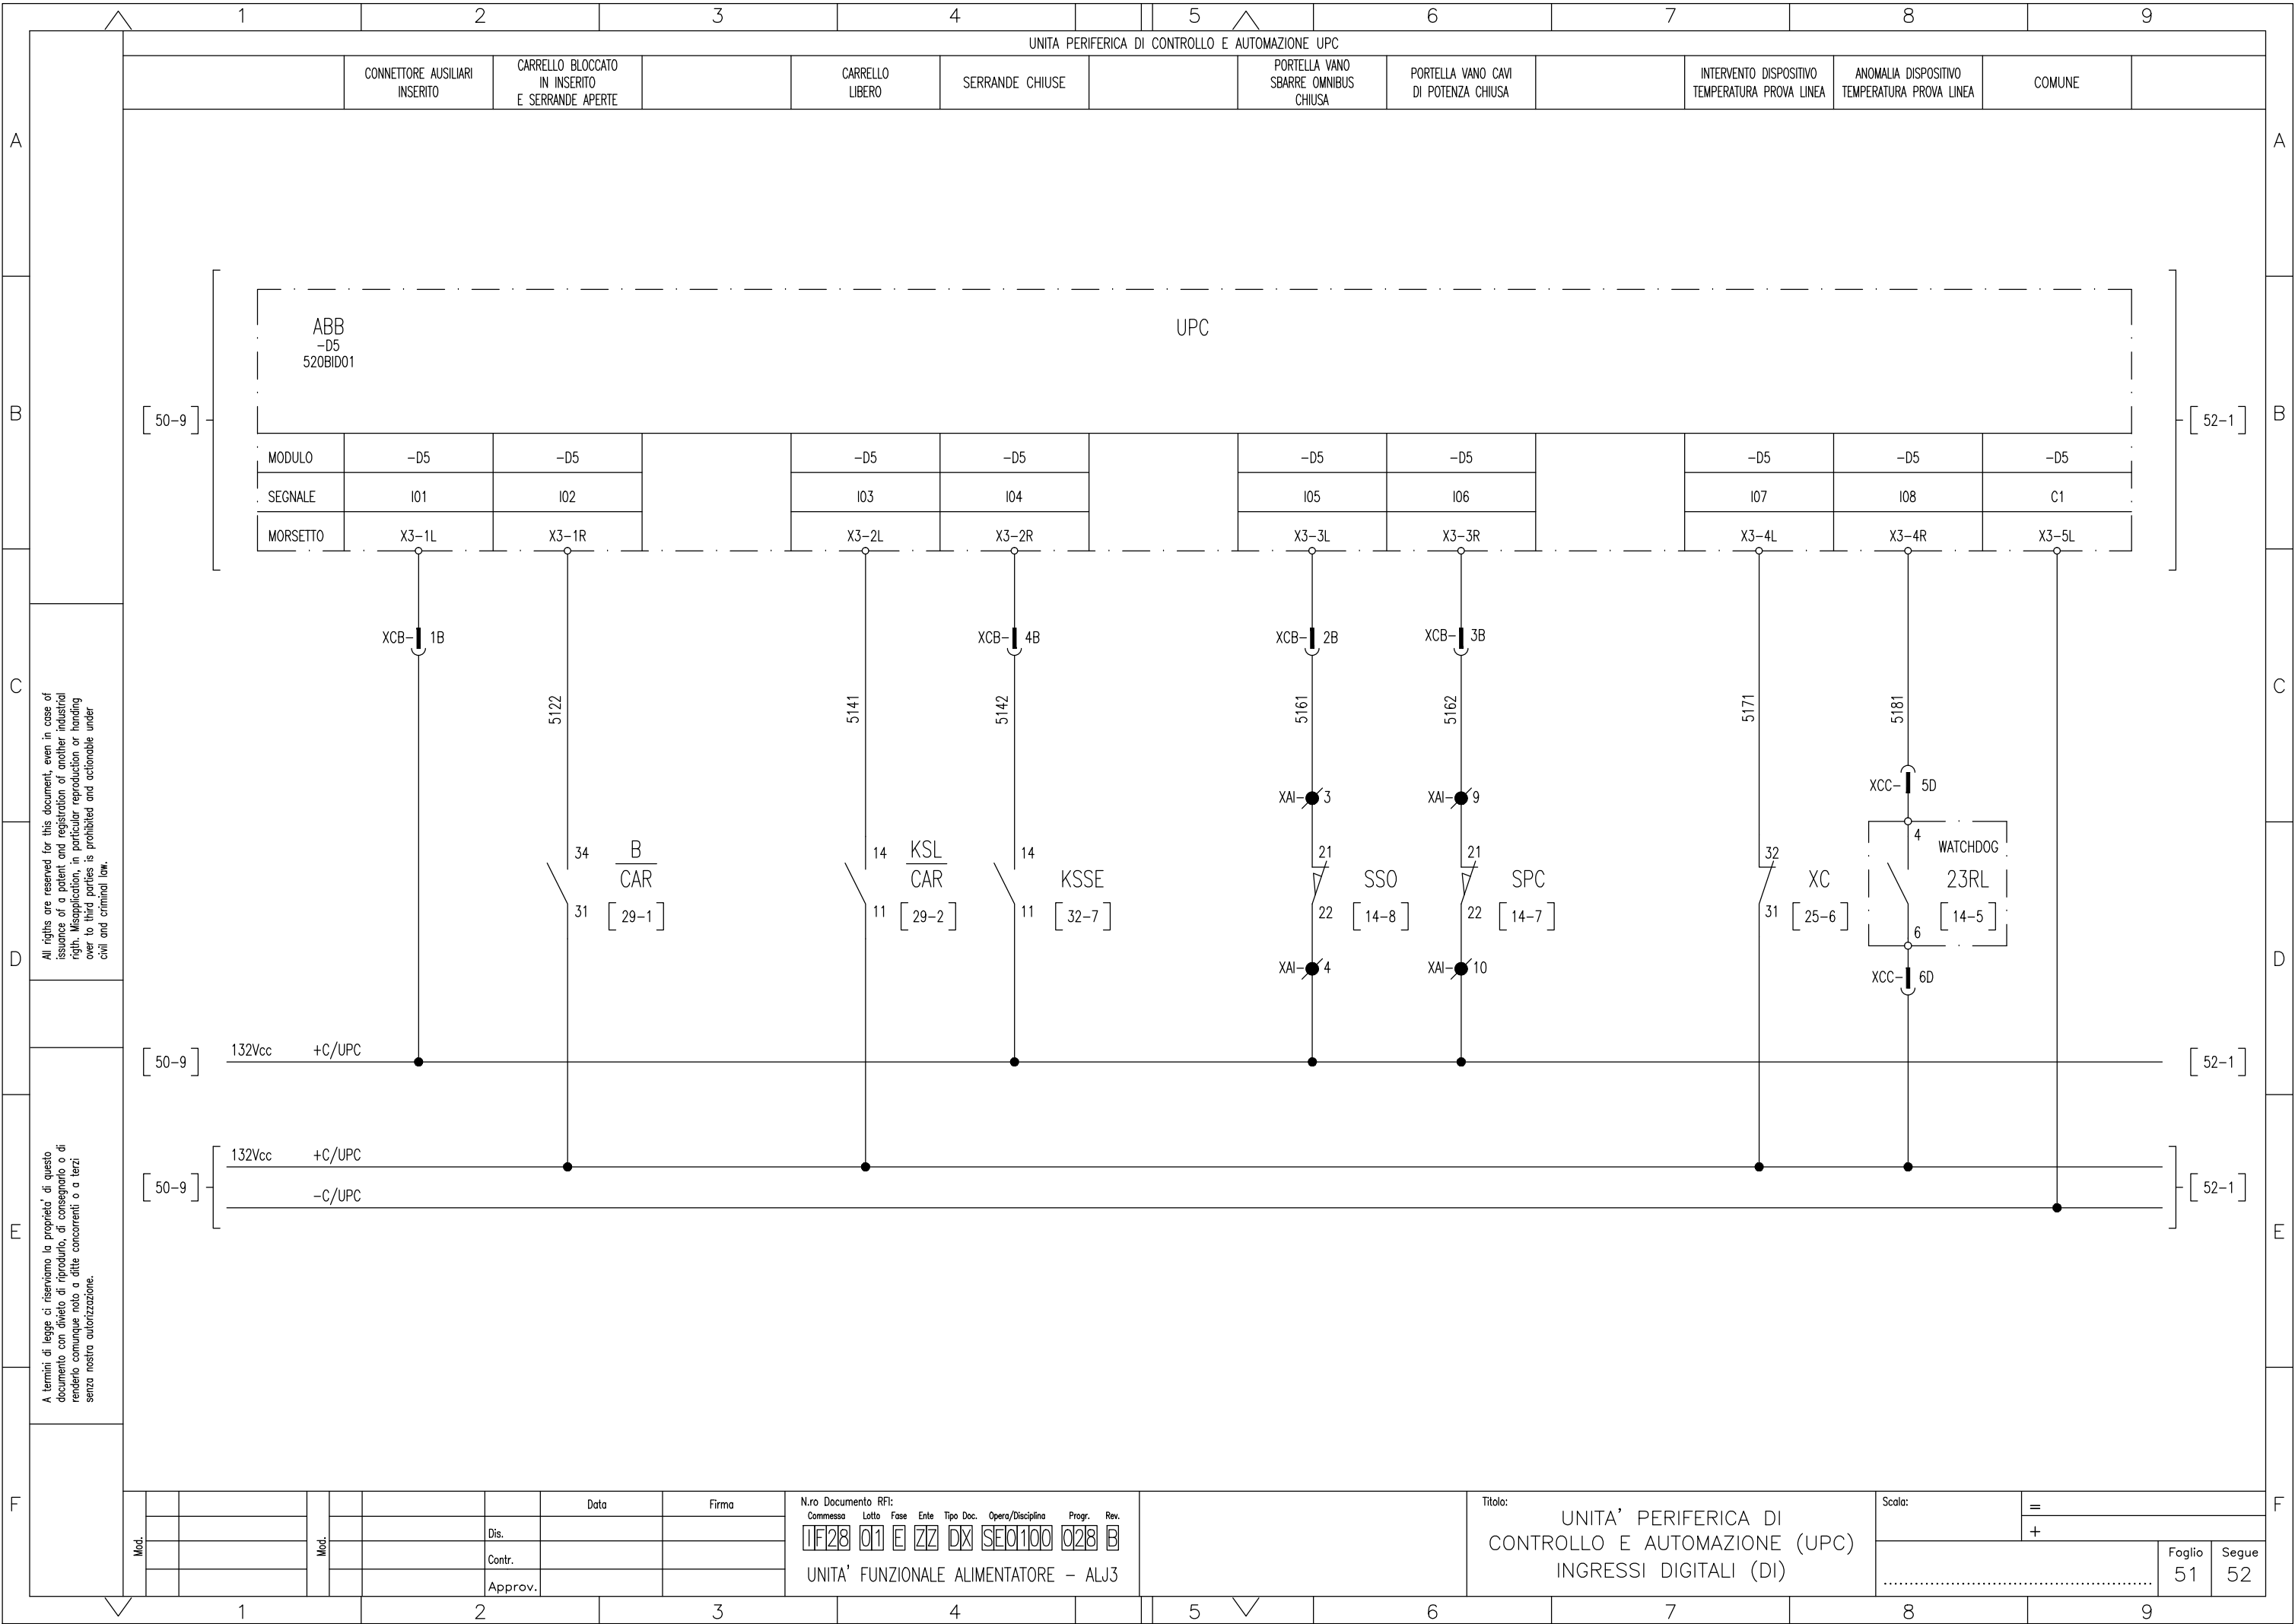 1 2 3 4 5 6 7 8 9
UNITA PERIFERICA DI CONTROLLO E AUTOMAZIONE UPC
CONNETTORE AUSILIARI
INSERITO
CARRELLO BLOCCATO
IN INSERITO
E SERRANDE APERTE
CARRELLO
LIBERO
SERRANDE CHIUSE
PORTELLA VANO
SBARRE OMNIBUS
CHIUSA
PORTELLA VANO CAVI
DI POTENZA CHIUSA
INTERVENTO DISPOSITIVO
TEMPERATURA PROVA LINEA
ANOMALIA DISPOSITIVO
TEMPERATURA PROVA LINEA
COMUNE
A A
ABB
-D5
520BID01
UPC
B B
[50-9] [52-1]
MODULO -D5 -D5 -D5 -D5 -D5 -D5 -D5 -D5 -D5
SEGNALE I01 I02 I03 I04 I05 I06 I07 I08 C1
MORSETTO X3-1L X3-1R X3-2L X3-2R X3-3L X3-3R X3-4L X3-4R X3-5L
XCB- 1B XCB- 4B XCB- 2B XCB- 3B
C C
5122 5141 5142 5161 5162 5171 5181
XCC- 5D
XAI- 3 XAI- 9
34 B
CAR
31 [29-1]
14 KSL
CAR
11 [29-2]
14
KSSE
11 [32-7]
21
SSO
22 [14-8]
21
SPC
22 [14-7]
32
XC
31 [25-6]
4
WATCHDOG
23RL
[14-5]
6
D D
XAI- 4 XAI- 10
XCC- 6D
[50-9] 132Vcc +C/UPC [52-1]
132Vcc +C/UPC
[50-9] [52-1]
-C/UPC
E E
All rigths are reserved for this document, even in case of
issuance of a patent and registration of another industrial
rigth. Misapplication, in particular reproduction or handing
over to third parties is prohibited and actionable under
civil and criminal law.
A termini di legge ci riserviamo la proprieta' di questo
documento con divieto di riprodurlo, di consegnarlo o di
renderlo comunque noto a ditte concorrenti o a terzi
senza nostra autorizzazione.
F F
Mod. Mod.
Data Firma
Dis.
Contr.
Approv.
N.ro Documento RFI:
Commessa Lotto Fase Ente Tipo Doc. Opera/Disciplina Progr. Rev.
IF28 01 E ZZ DX SE0100 028 B
UNITA' FUNZIONALE ALIMENTATORE - ALJ3
Titolo:
UNITA' PERIFERICA DI
CONTROLLO E AUTOMAZIONE (UPC)
INGRESSI DIGITALI (DI)
Scala:
=
+
Foglio Segue
51 52
1 2 3 4 5 6 7 8 9